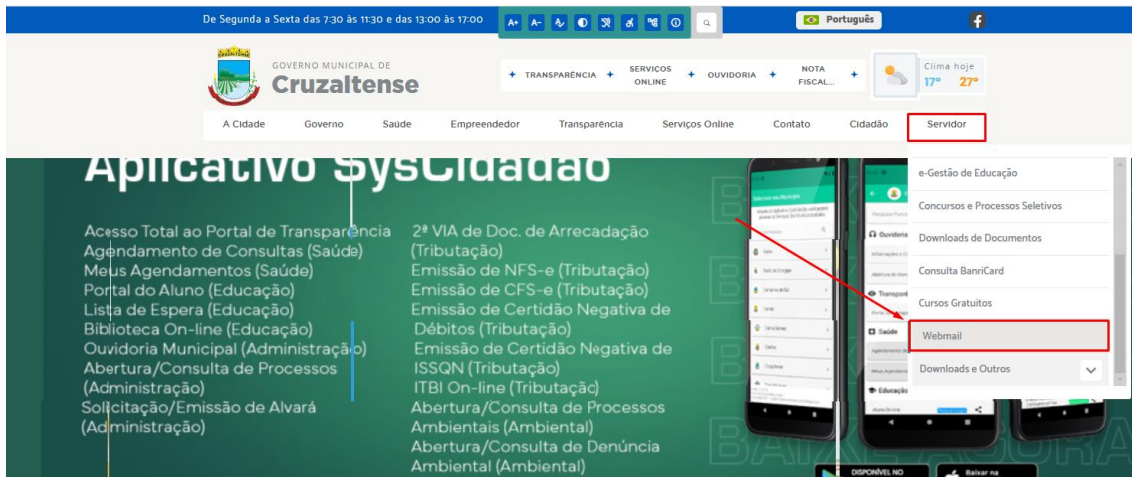 De Segunda a Sexta das 7:30 às 11:30 e das 13:00 às 17:00
A+ A-
Português
GOVERNO MUNICIPAL DE
Cruzaltense
TRANSPARÊNCIA
SERVIÇOS
ONLINE
OUVIDORIA
NOTA
FISCAL...
Clima hoje
17° 27°
A Cidade Governo Saúde Empreendedor Transparência Serviços Online Contato Cidadão Servidor
Aplicativo SysCidadão
Acesso Total ao Portal de Transparência
Agendamento de Consultas (Saúde)
Meus Agendamentos (Saúde)
Portal do Aluno (Educação)
Lista de Espera (Educação)
Biblioteca On-line (Educação)
Ouvidoria Municipal (Administração)
Abertura/Consulta de Processos
(Administração)
Solicitação/Emissão de Alvará
(Administração)
2ª VIA de Doc. de Arrecadação
(Tributação)
Emissão de NFS-e (Tributação)
Emissão de CFS-e (Tributação)
Emissão de Certidão Negativa de
Débitos (Tributação)
Emissão de Certidão Negativa de
ISSQN (Tributação)
ITBI On-line (Tributação)
Abertura/Consulta de Processos
Ambientais (Ambiental)
Abertura/Consulta de Denúncia
Ambiental (Ambiental)
Ouvidoria
Saúde
Educação
BAIXE AGORA
DISPONÍVEL NO
Baixar na
e-Gestão de Educação
Concursos e Processos Seletivos
Downloads de Documentos
Consulta BanriCard
Cursos Gratuitos
Webmail
Downloads e Outros